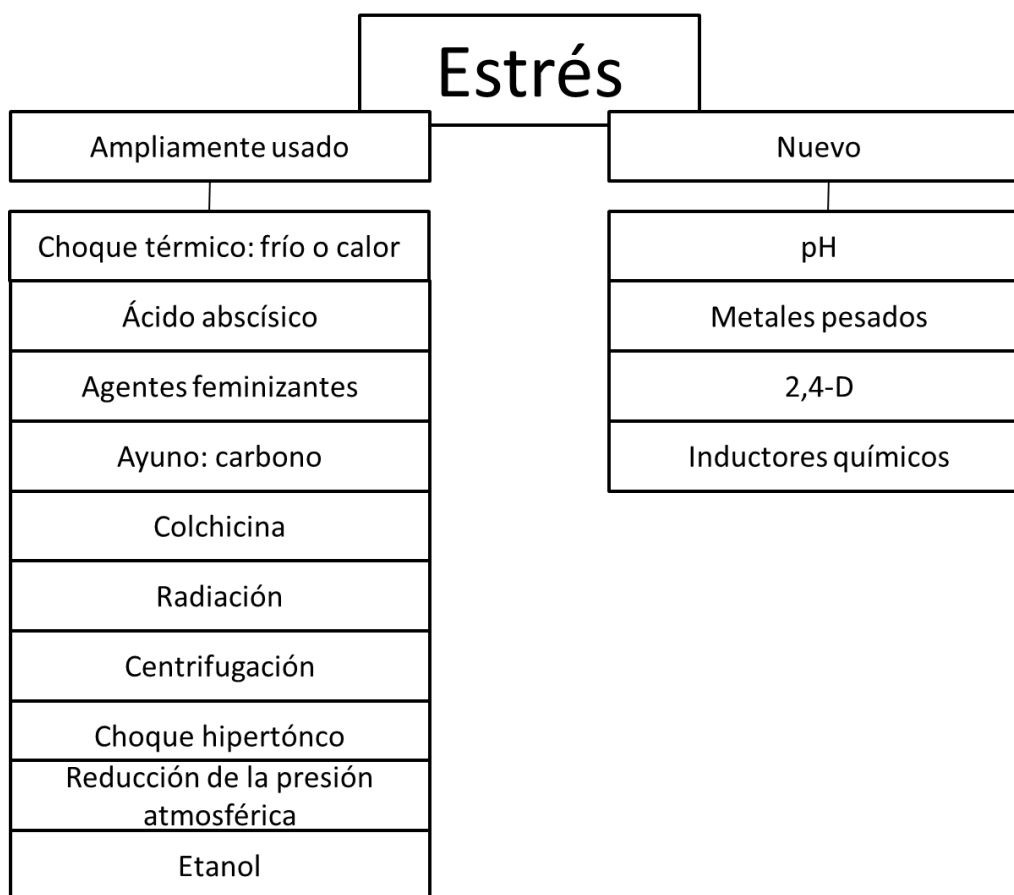 Estrés
Ampliamente usado
Choque térmico: frío o calor
Ácido abscísico
Agentes feminizantes
Ayuno: carbono
Colchicina
Radiación
Centrifugación
Choque hipertónco
Reducción de la presión
atmosférica
Etanol
Nuevo
pH
Metales pesados
2,4-D
Inductores químicos